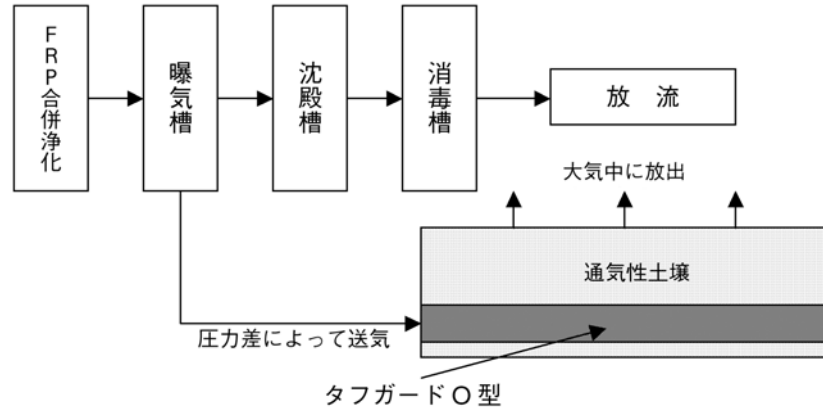 FRP合併浄化
曝気槽
沈殿槽
消毒槽
放 流
大気中に放出
通気性土壌
圧力差によって送気
タフガードO型